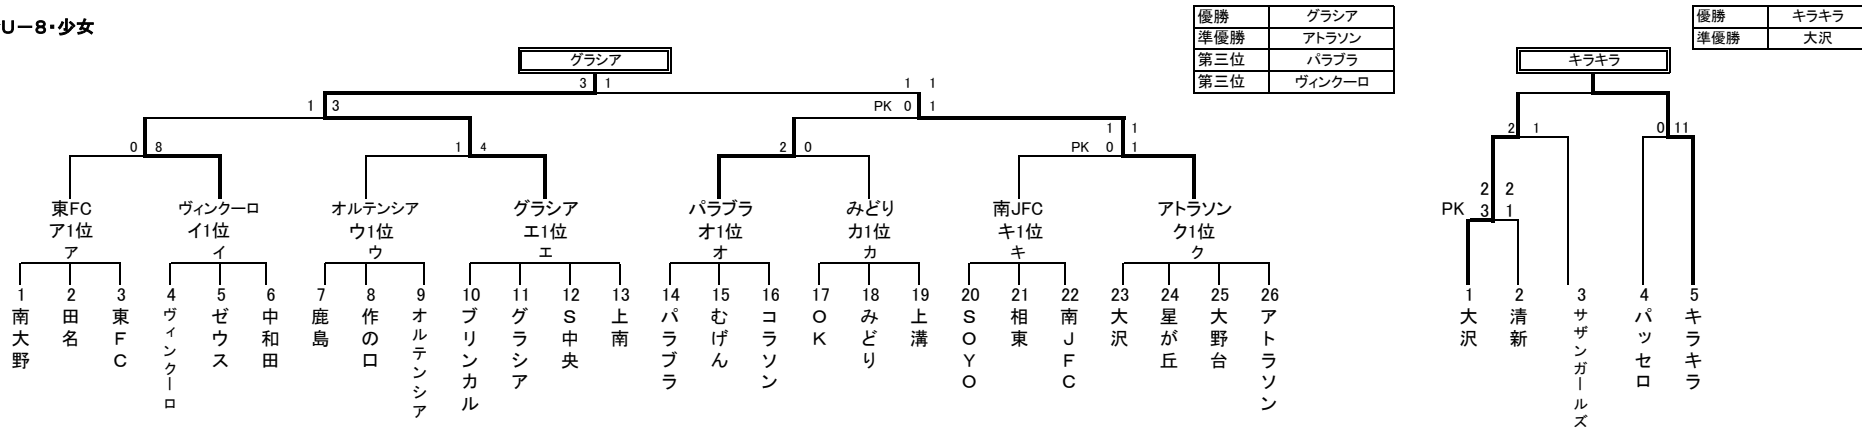 U－8・少女
優勝 グラシア
準優勝 アトラソン
第三位 パラブラ
第三位 ヴィンクーロ
優勝 キラキラ
準優勝 大沢
グラシア
3 1
1 1
1 3
PK 0 1
0 8
1 4
2 0
1 1
PK 0 1
東FC
ア1位
ア
ヴィンクーロ
イ1位
イ
オルテンシア
ウ1位
ウ
グラシア
エ1位
エ
パラブラ
オ1位
オ
みどり
カ1位
カ
南JFC
キ1位
キ
アトラソン
ク1位
ク
1 南大野
2 田名
3 東FC
4 ヴィンクーロ
5 ゼウス
6 中和田
7 鹿島
8 作の口
9 オルテンシア
10 ブリンカル
11 グラシア
12 S中央
13 上南
14 パラブラ
15 むげん
16 コラソン
17 OK
18 みどり
19 上溝
20 SOYO
21 相東
22 南JFC
23 大沢
24 星が丘
25 大野台
26 アトラソン
キラキラ
2 1
0 11
2 2
PK 3 1
1 大沢
2 清新
3 サザンガールズ
4 パッセロ
5 キラキラ